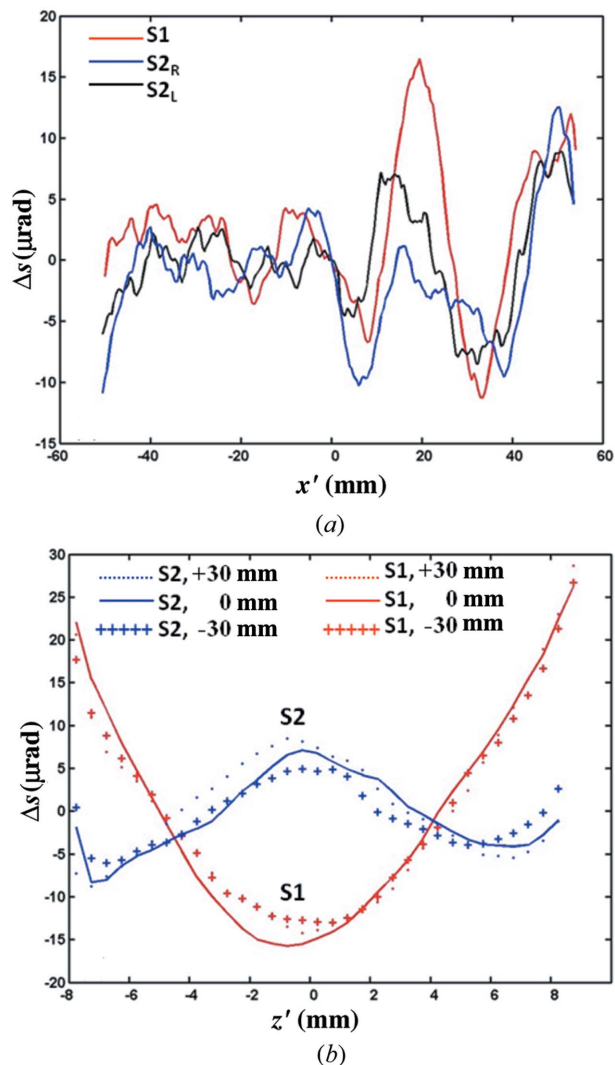 20
15
10
5
0
-5
-10
-15
Δs (μrad)
S1
S2R
S2L
-60 -40 -20 0 20 40 60
x′ (mm)
(a)
30
25
20
15
10
5
0
-5
-10
-15
-20
Δs (μrad)
S2, +30 mm S1, +30 mm
S2, 0 mm S1, 0 mm
S2, -30 mm S1, -30 mm
S2
S1
-8 -6 -4 -2 0 2 4 6 8
z′ (mm)
(b)